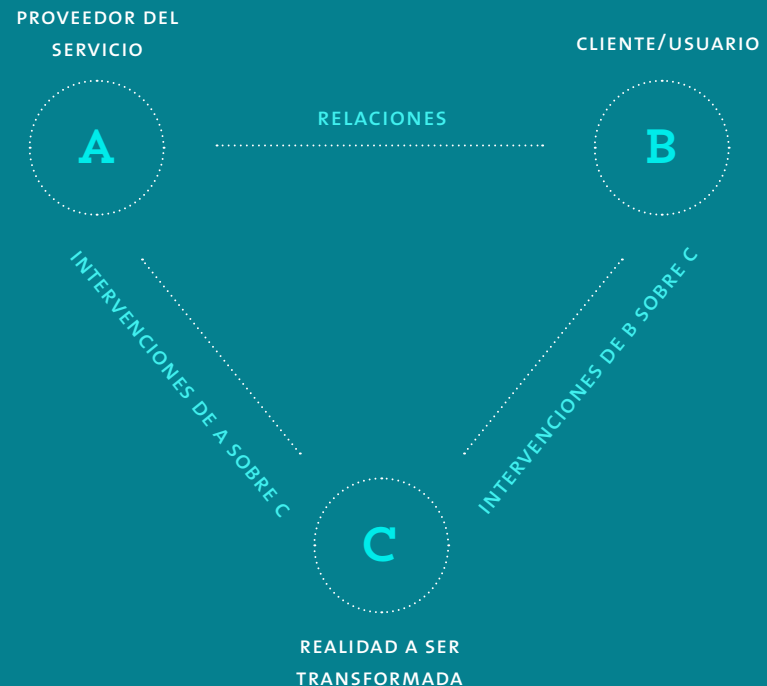 PROVEEDOR DEL
SERVICIO
CLIENTE/USUARIO
A
RELACIONES
B
INTERVENCIONES DE A SOBRE C
INTERVENCIONES DE B SOBRE C
C
REALIDAD A SER
TRANSFORMADA